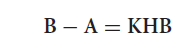 B − A = KHB